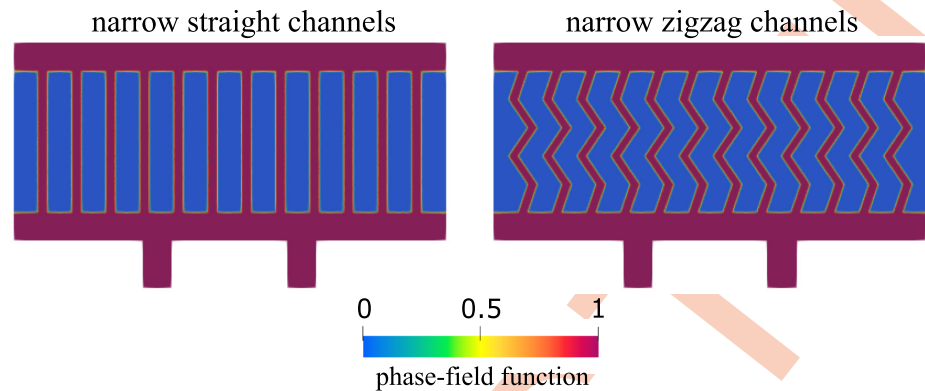 narrow straight channels
narrow zigzag channels
0 0.5 1
phase-field function